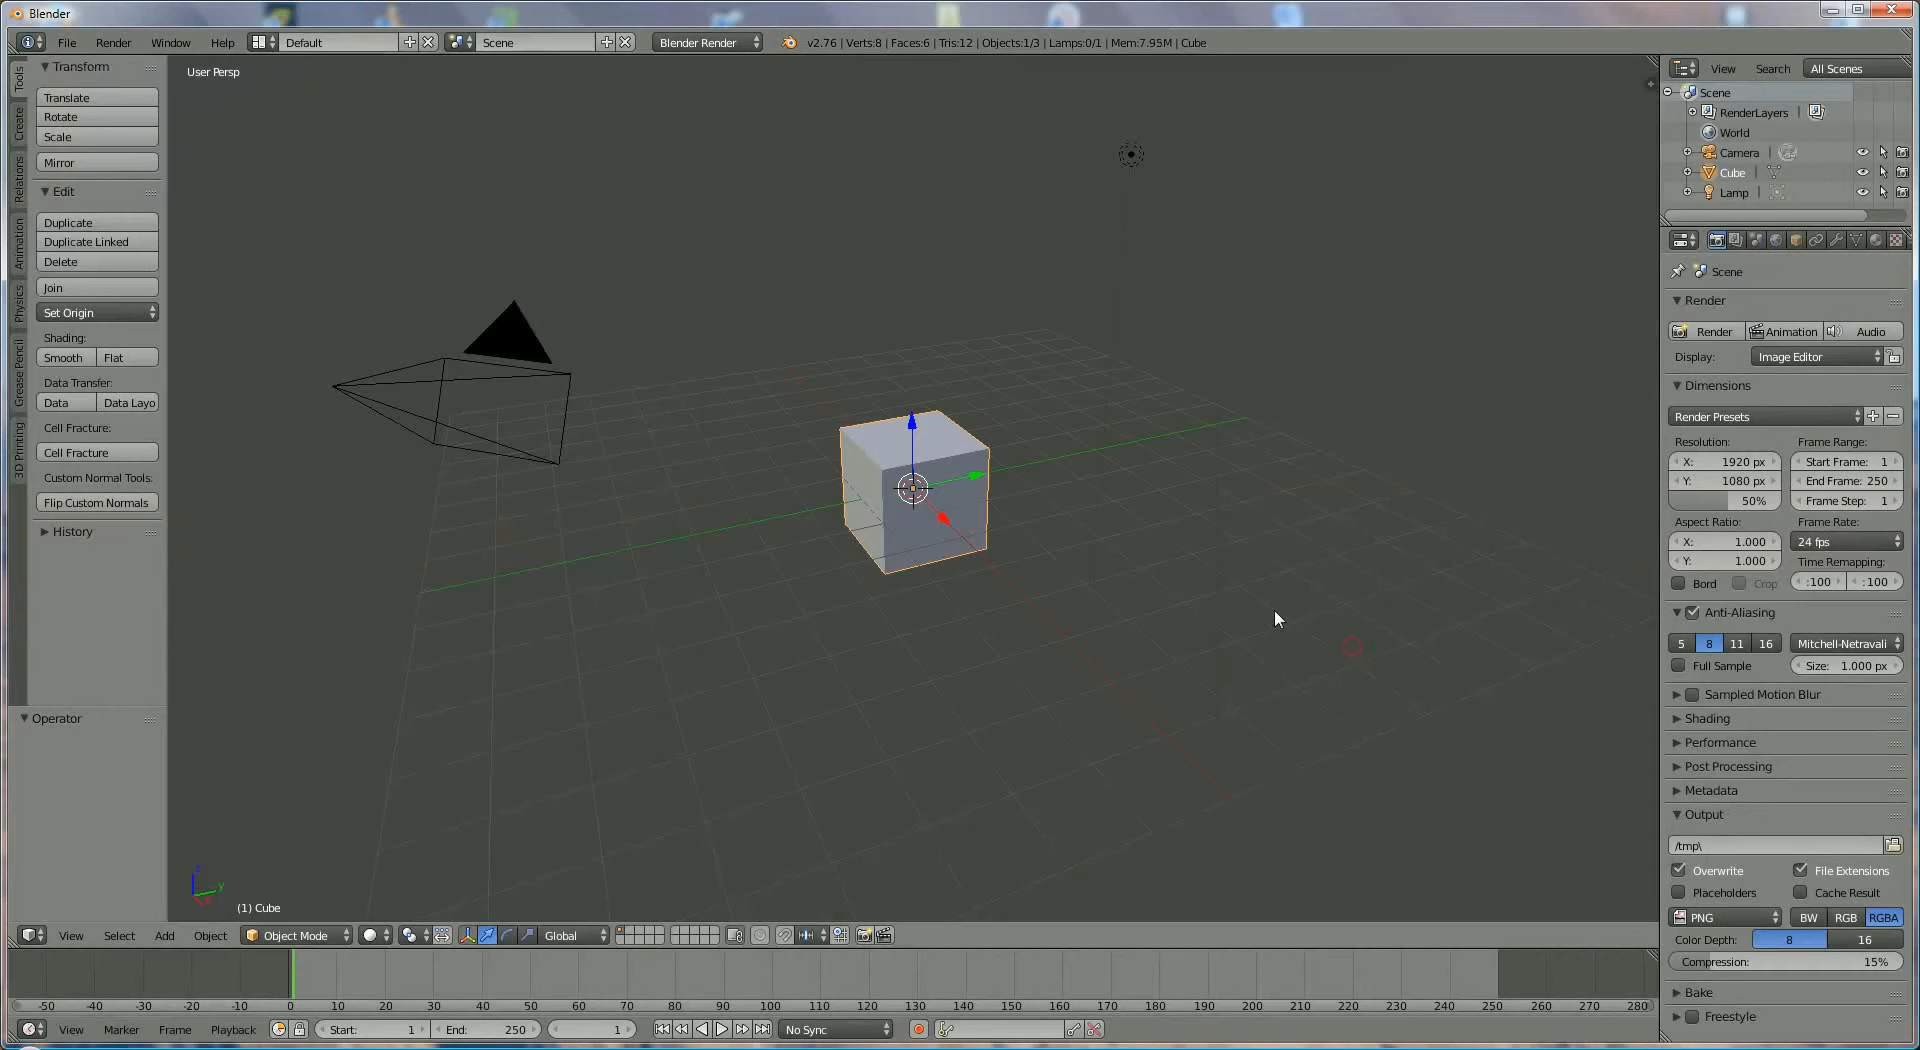 Blender
File Render Window Help Default Scene Blender Render v2.76 | Verts:8 | Faces:6 | Tris:12 | Objects:1/3 | Lamps:0/1 | Mem:7.95M | Cube
Tools
Create
Relations
Animation
Physics
Grease Pencil
3D Printing
Transform
Translate
Rotate
Scale
Mirror
Edit
Duplicate
Duplicate Linked
Delete
Join
Set Origin
Shading:
Smooth Flat
Data Transfer:
Data Data Layo
Cell Fracture:
Cell Fracture
Custom Normal Tools:
Flip Custom Normals
History
Operator
User Persp
z
y
(1) Cube
View Select Add Object Object Mode Global
-50 -40 -30 -20 -10 0 10 20 30 40 50 60 70 80 90 100 110 120 130 140 150 160 170 180 190 200 210 220 230 240 250 260 270 280
View Marker Frame Playback Start: 1 End: 250 1 No Sync
View Search All Scenes
Scene
RenderLayers |
World
Camera |
Cube |
Lamp |
Scene
Render
Render Animation Audio
Display: Image Editor
Dimensions
Render Presets
Resolution: Frame Range:
X: 1920 px Start Frame: 1
Y: 1080 px End Frame: 250
50% Frame Step: 1
Aspect Ratio: Frame Rate:
X: 1.000 24 fps
Y: 1.000 Time Remapping:
Bord Crop :100 :100
Anti-Aliasing
5 8 11 16 Mitchell-Netravali
Full Sample Size: 1.000 px
Sampled Motion Blur
Shading
Performance
Post Processing
Metadata
Output
/tmp\
Overwrite File Extensions
Placeholders Cache Result
PNG BW RGB RGBA
Color Depth: 8 16
Compression: 15%
Bake
Freestyle